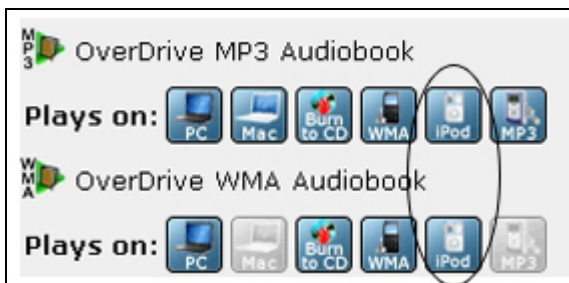 MP3 OverDrive MP3 Audiobook
Plays on: PC Mac Burn to CD WMA iPod MP3
WMA OverDrive WMA Audiobook
Plays on: PC Mac Burn to CD WMA iPod MP3